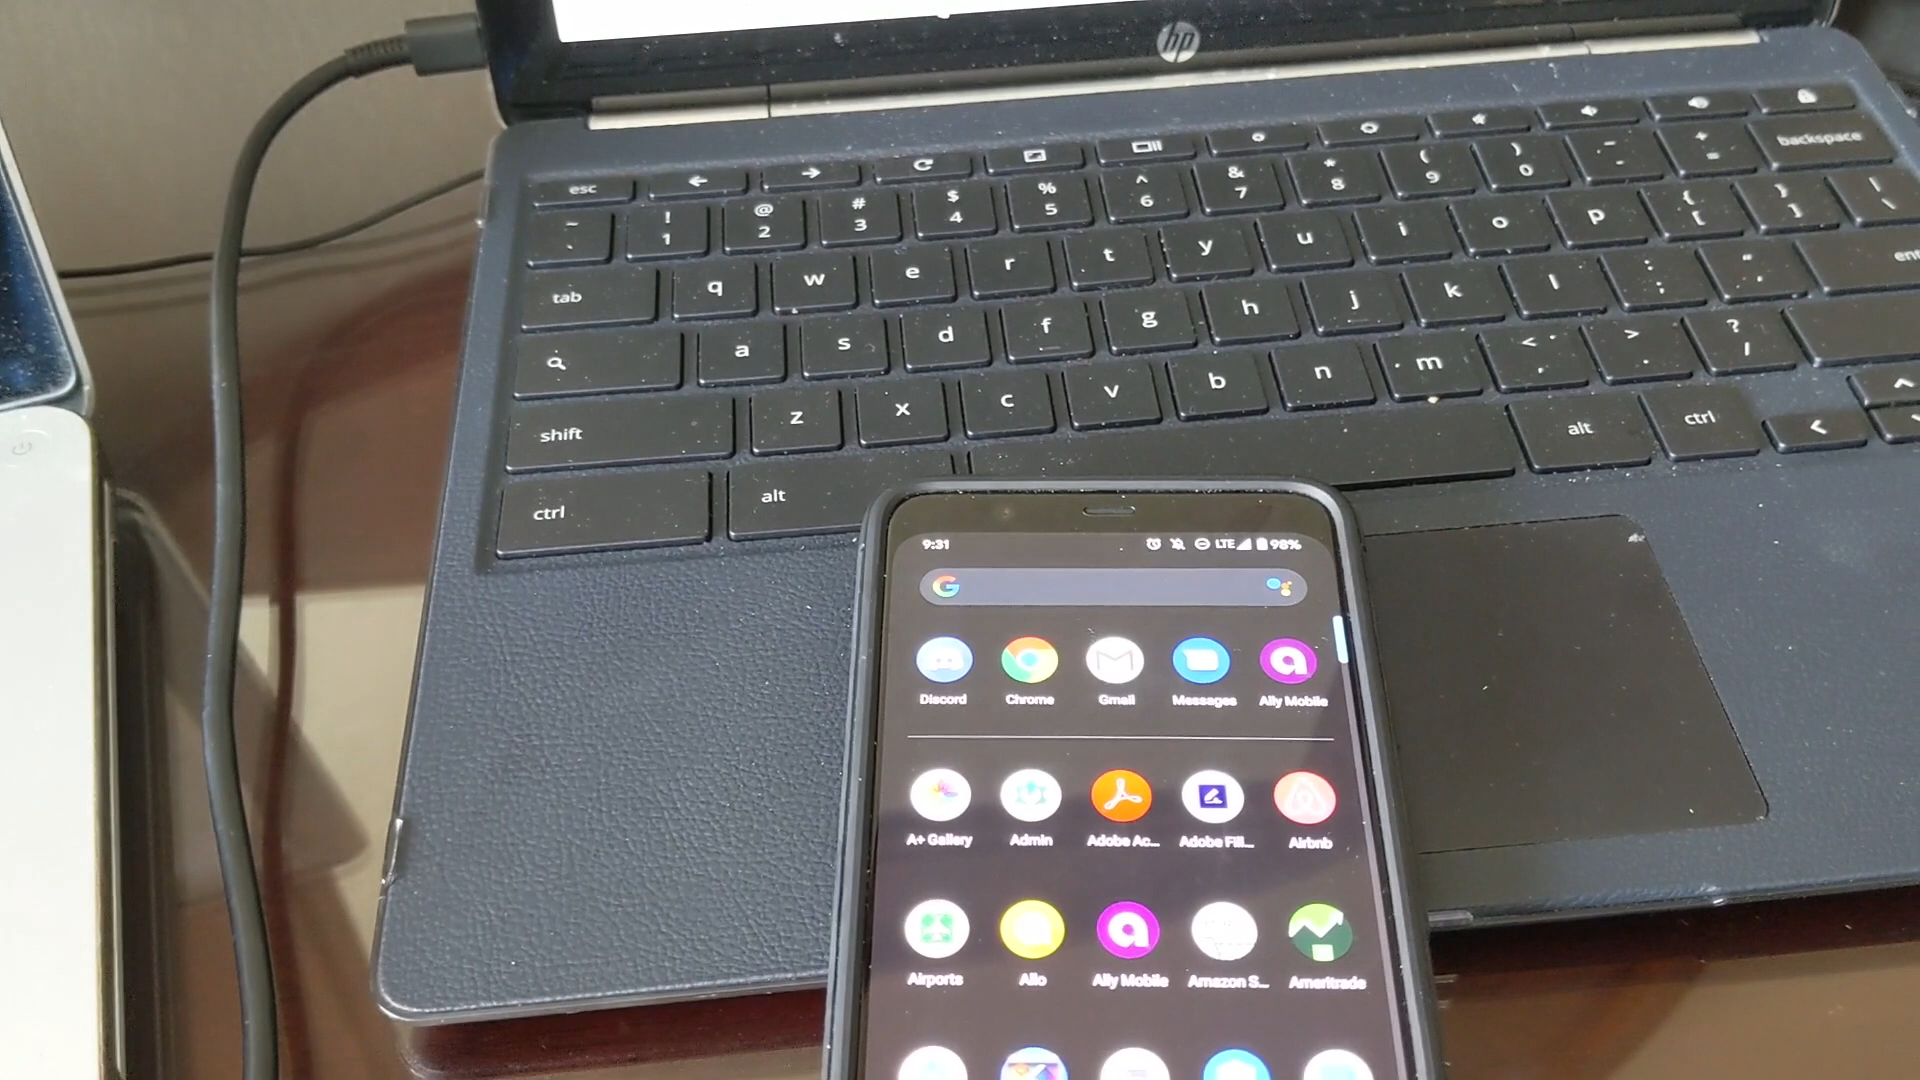 hp
esc
~ ` ! 1 @ 2 # 3 $ 4 % 5 ^ 6 & 7 * 8 ( 9 ) 0 _ - + = backspace
tab q w e r t y u i o p { [ } ] | \
a s d f g h j k l : ; " '
shift z x c v b n m < , > . ? /
ctrl alt alt ctrl
9:31 LTE 98%
G
Discord Chrome Gmail Messages Ally Mobile
A+ Gallery Admin Adobe Ac... Adobe Fill... Airbnb
Airports Allo Ally Mobile Amazon S... Ameritrade